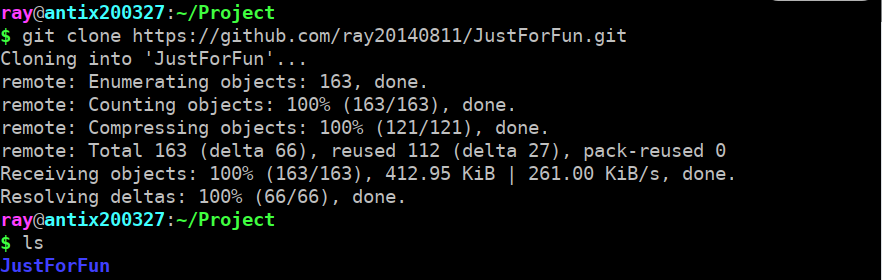 ray@antix200327:~/Project
$ git clone https://github.com/ray20140811/JustForFun.git
Cloning into 'JustForFun'...
remote: Enumerating objects: 163, done.
remote: Counting objects: 100% (163/163), done.
remote: Compressing objects: 100% (121/121), done.
remote: Total 163 (delta 66), reused 112 (delta 27), pack-reused 0
Receiving objects: 100% (163/163), 412.95 KiB | 261.00 KiB/s, done.
Resolving deltas: 100% (66/66), done.
ray@antix200327:~/Project
$ ls
JustForFun